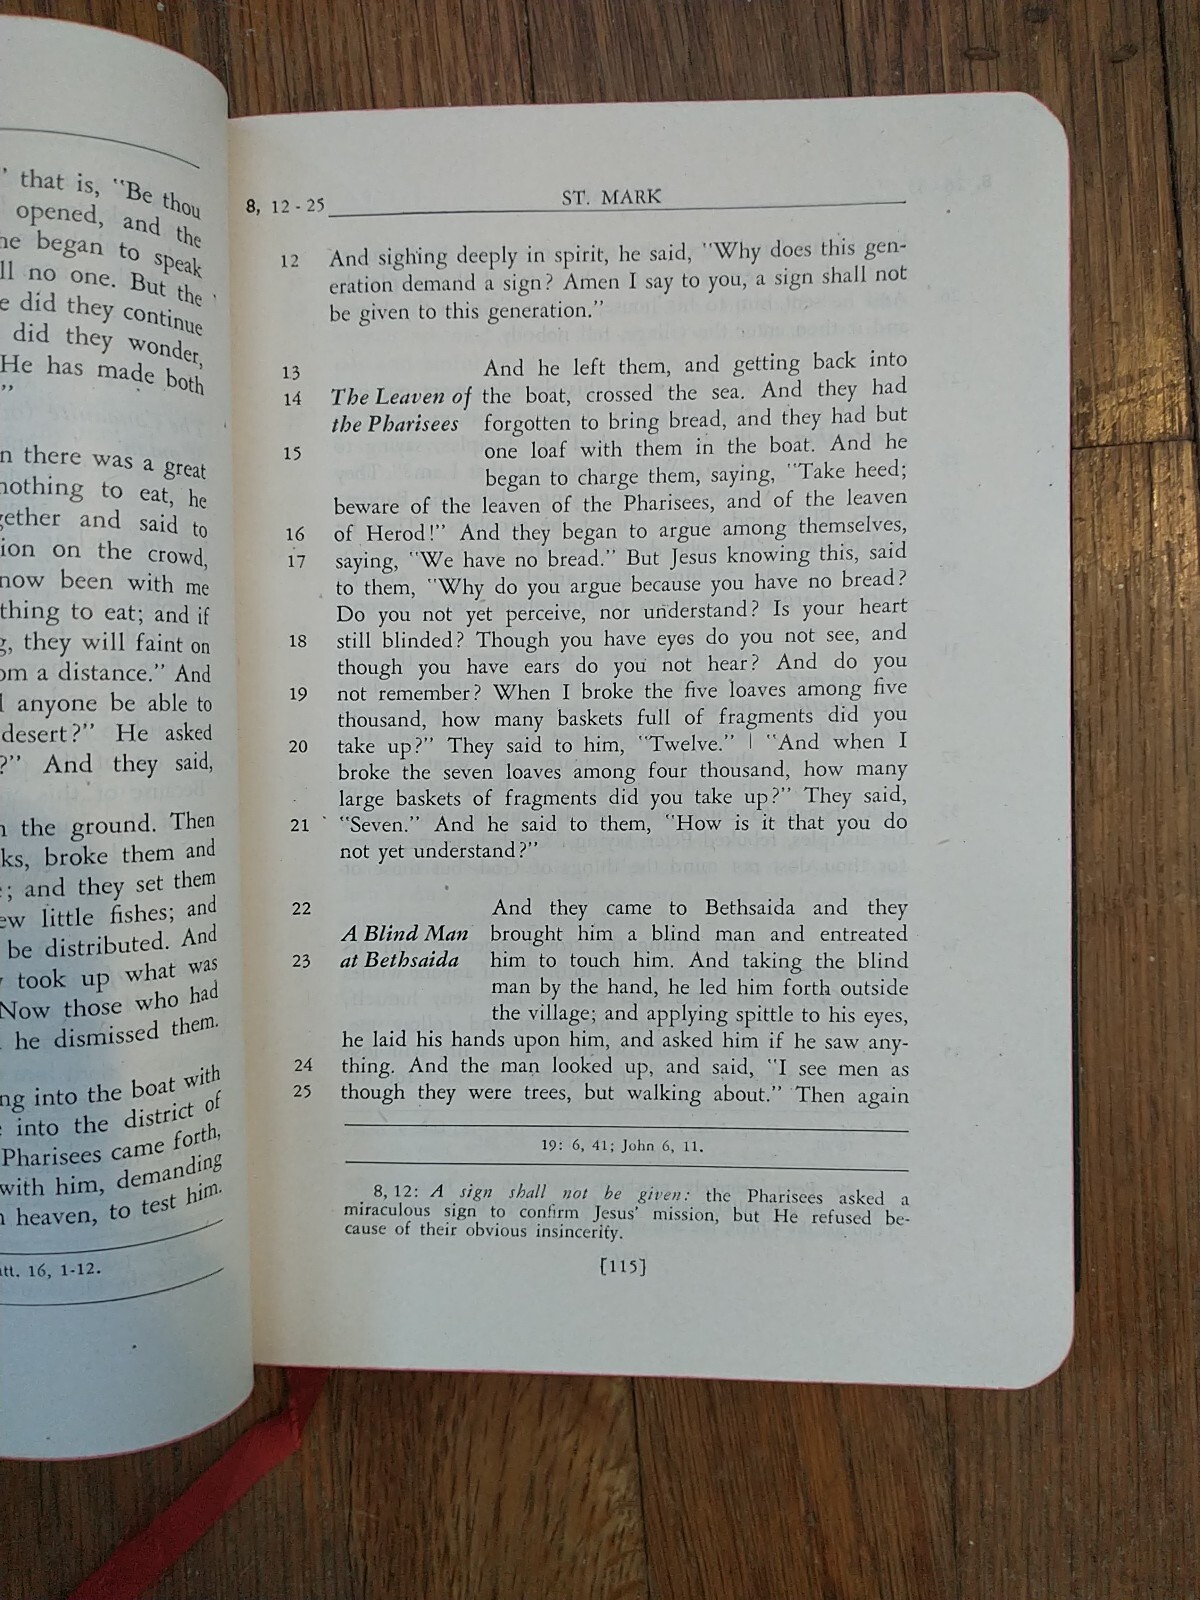 ' that is, "Be thou
opened, and the
he began to speak
ll no one. But the
e did they continue
did they wonder,
He has made both
"
n there was a great
nothing to eat, he
gether and said to
ion on the crowd,
now been with me
thing to eat; and if
g, they will faint on
om a distance." And
l anyone be able to
desert?" He asked
?" And they said,
n the ground. Then
ks, broke them and
e; and they set them
ew little fishes; and
be distributed. And
y took up what was
Now those who had
he dismissed them.
ng into the boat with
e into the district of
Pharisees came forth,
with him, demanding
n heaven, to test him.
tt. 16, 1-12.
8, 12-25 ST. MARK
12 And sighing deeply in spirit, he said, "Why does this gen-
eration demand a sign? Amen I say to you, a sign shall not
be given to this generation."
13 And he left them, and getting back into
14 The Leaven of the boat, crossed the sea. And they had
the Pharisees forgotten to bring bread, and they had but
15 one loaf with them in the boat. And he
began to charge them, saying, "Take heed;
beware of the leaven of the Pharisees, and of the leaven
16 of Herod!" And they began to argue among themselves,
17 saying, "We have no bread." But Jesus knowing this, said
to them, "Why do you argue because you have no bread?
Do you not yet perceive, nor understand? Is your heart
18 still blinded? Though you have eyes do you not see, and
though you have ears do you not hear? And do you
19 not remember? When I broke the five loaves among five
thousand, how many baskets full of fragments did you
20 take up?" They said to him, "Twelve." | "And when I
broke the seven loaves among four thousand, how many
large baskets of fragments did you take up?" They said,
21 "Seven." And he said to them, "How is it that you do
not yet understand?"
22 And they came to Bethsaida and they
A Blind Man brought him a blind man and entreated
23 at Bethsaida him to touch him. And taking the blind
man by the hand, he led him forth outside
the village; and applying spittle to his eyes,
he laid his hands upon him, and asked him if he saw any-
24 thing. And the man looked up, and said, "I see men as
25 though they were trees, but walking about." Then again
19: 6, 41; John 6, 11.
8, 12: A sign shall not be given: the Pharisees asked a
miraculous sign to confirm Jesus' mission, but He refused be-
cause of their obvious insincerity.
[115]